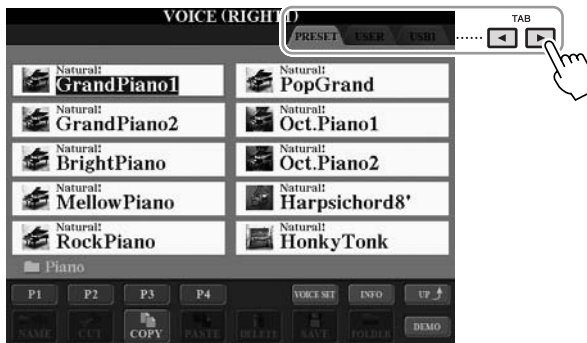 VOICE (RIGHT1)
TAB
PRESET USER USB1
Natural! GrandPiano1
Natural! PopGrand
Natural! GrandPiano2
Natural! Oct.Piano1
Natural! BrightPiano
Natural! Oct.Piano2
Natural! MellowPiano
Natural! Harpsichord8'
Natural! RockPiano
Natural! HonkyTonk
Piano
P1 P2 P3 P4 VOICE SET INFO UP
NAME CUT COPY PASTE DELETE SAVE FOLDER DEMO